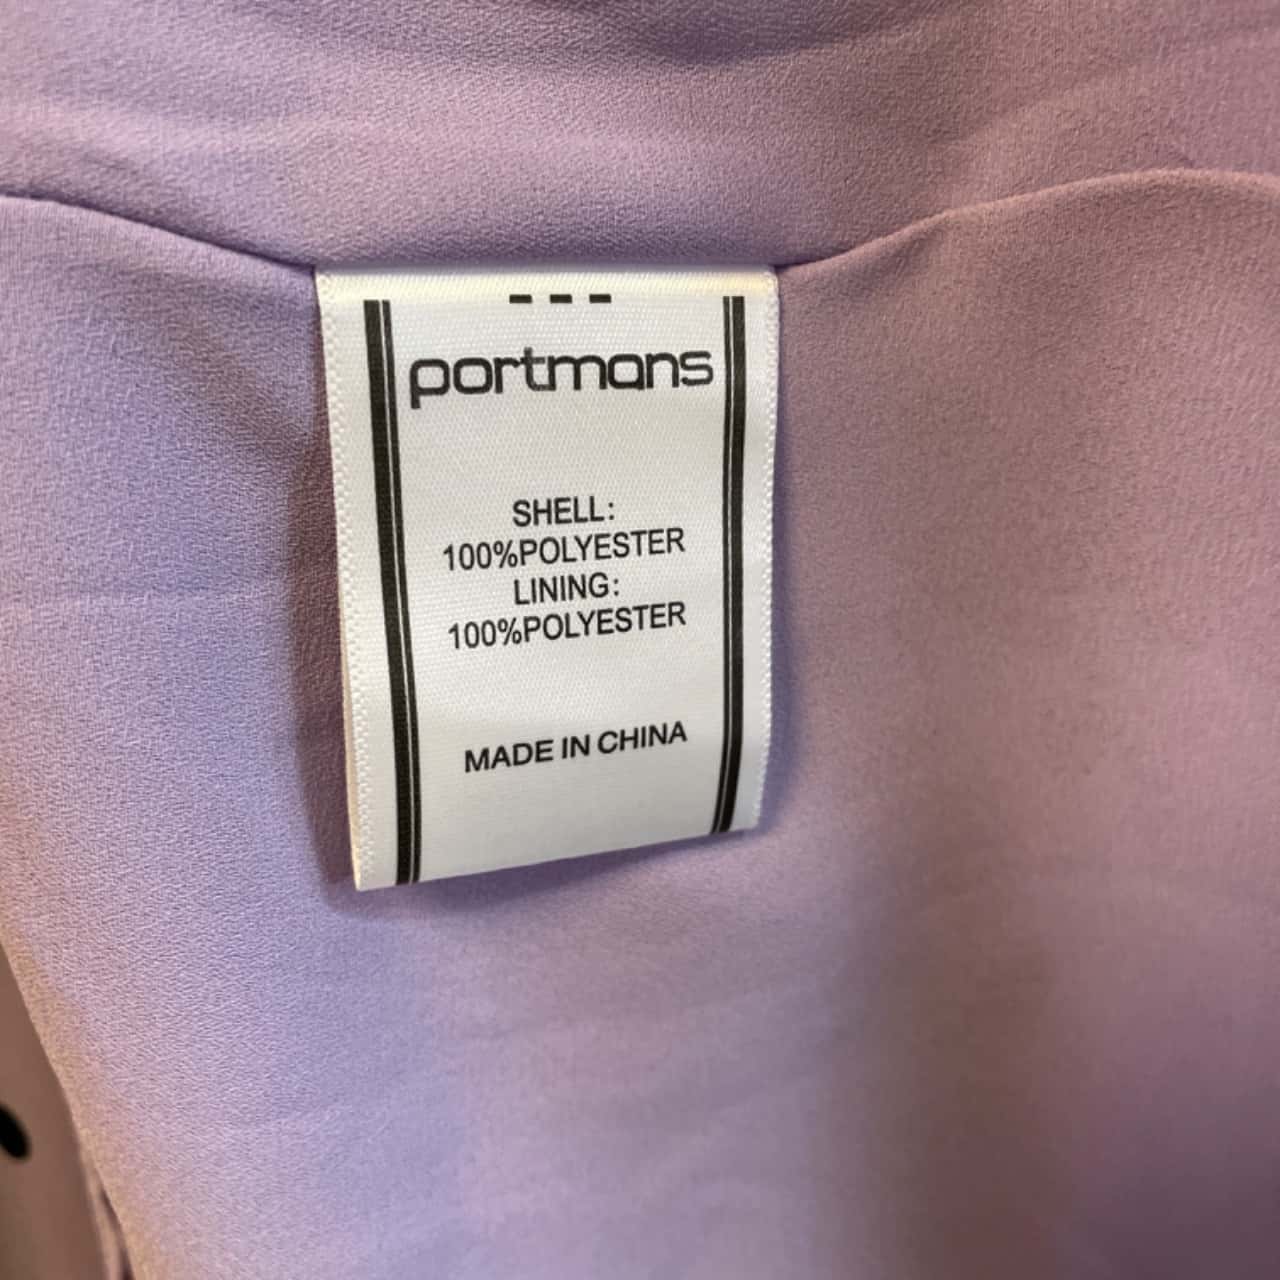 portmans
SHELL:
100%POLYESTER
LINING:
100%POLYESTER
MADE IN CHINA